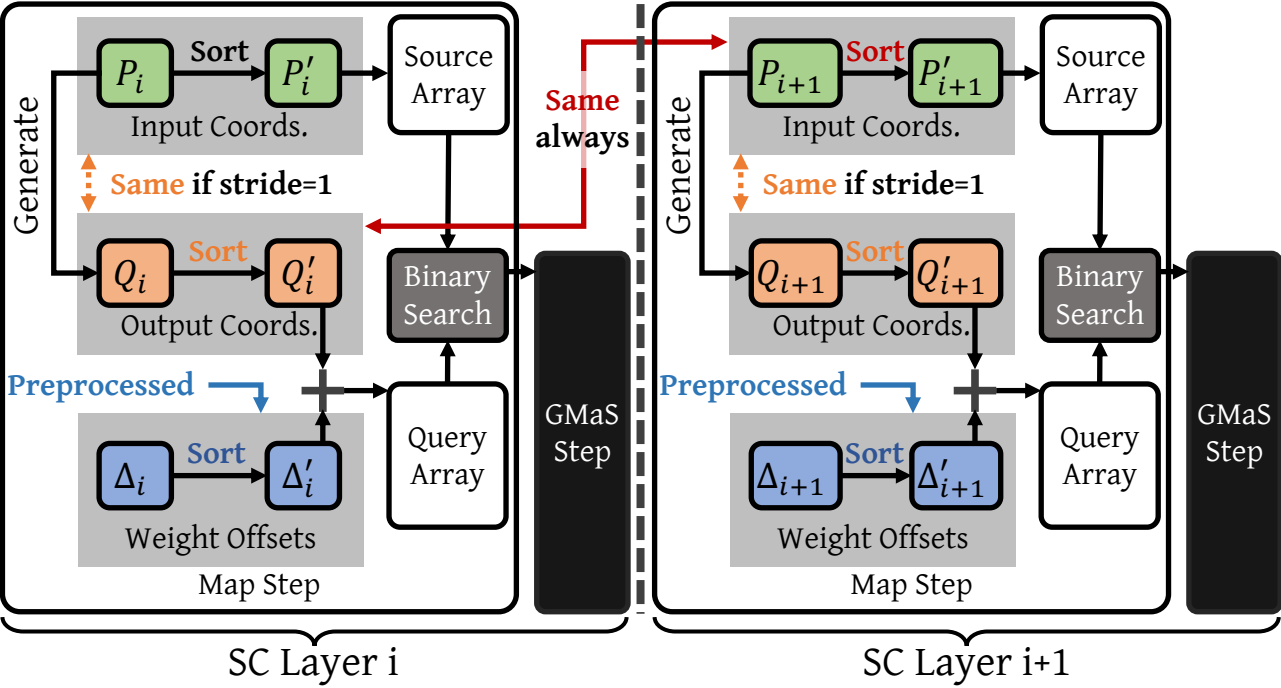 Generate
P_i
Sort
P'_i
Input Coords.
Source
Array
Same if stride=1
Q_i
Sort
Q'_i
Output Coords.
Binary
Search
Preprocessed
+
Δ_i
Sort
Δ'_i
Weight Offsets
Query
Array
Map Step
GMaS
Step
SC Layer i
Same
always
Generate
P_{i+1}
Sort
P'_{i+1}
Input Coords.
Source
Array
Same if stride=1
Q_{i+1}
Sort
Q'_{i+1}
Output Coords.
Binary
Search
Preprocessed
+
Δ_{i+1}
Sort
Δ'_{i+1}
Weight Offsets
Query
Array
Map Step
GMaS
Step
SC Layer i+1